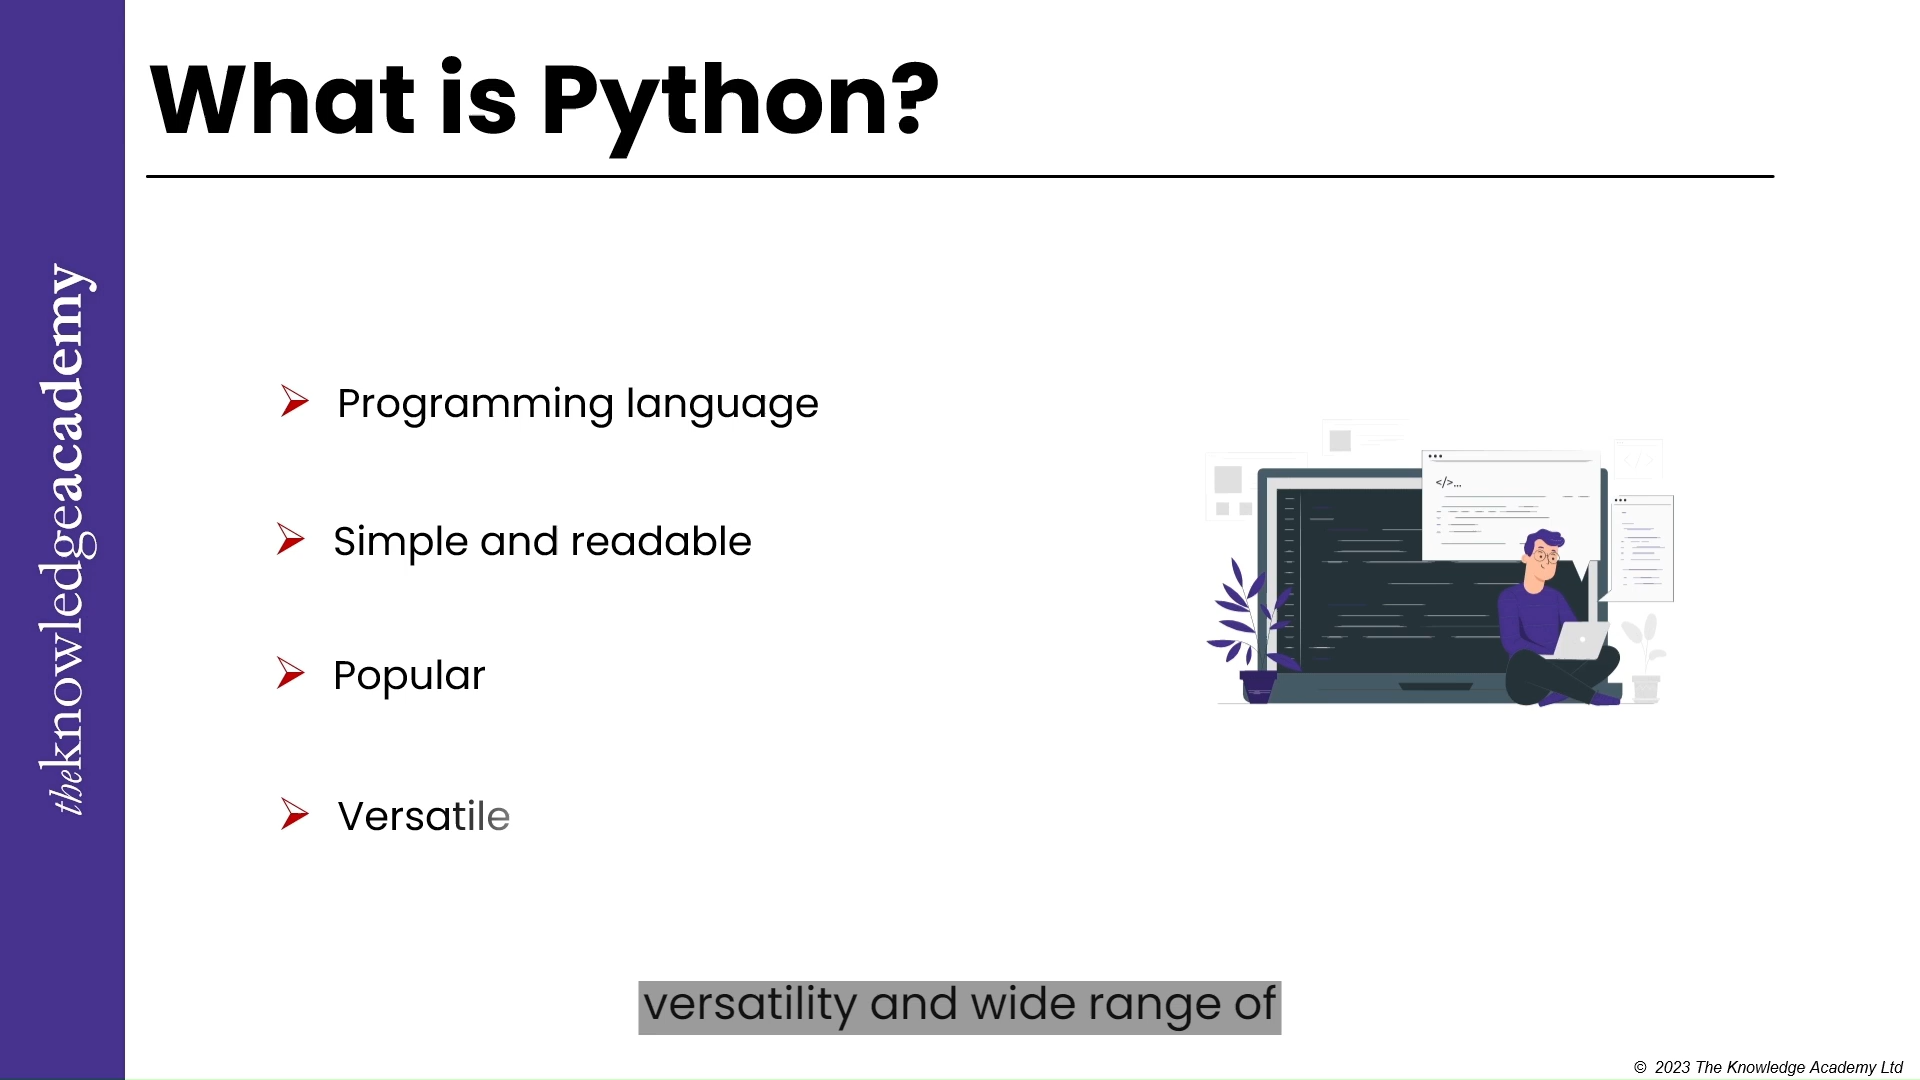 What is Python?
theknowledgeacademy
Programming language
Simple and readable
Popular
Versatile
</>...
versatility and wide range of
© 2023 The Knowledge Academy Ltd